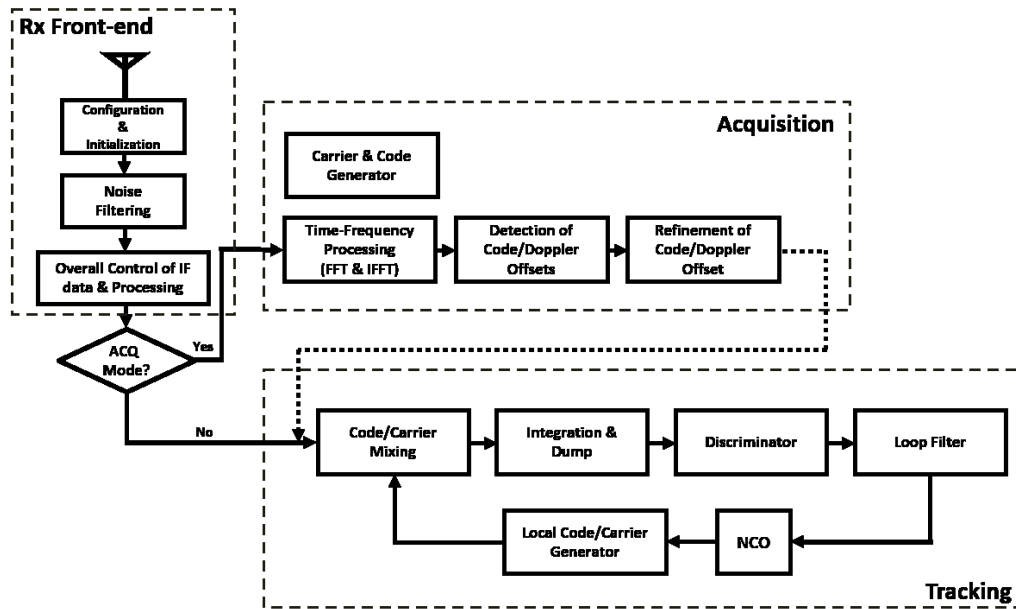 Rx Front-end
Configuration
&
Initialization
Noise
Filtering
Overall Control of IF
data & Processing
ACQ
Mode?
Yes
No
Acquisition
Carrier & Code
Generator
Time-Frequency
Processing
(FFT & IFFT)
Detection of
Code/Doppler
Offsets
Refinement of
Code/Doppler
Offset
Code/Carrier
Mixing
Integration &
Dump
Discriminator
Loop Filter
Local Code/Carrier
Generator
NCO
Tracking